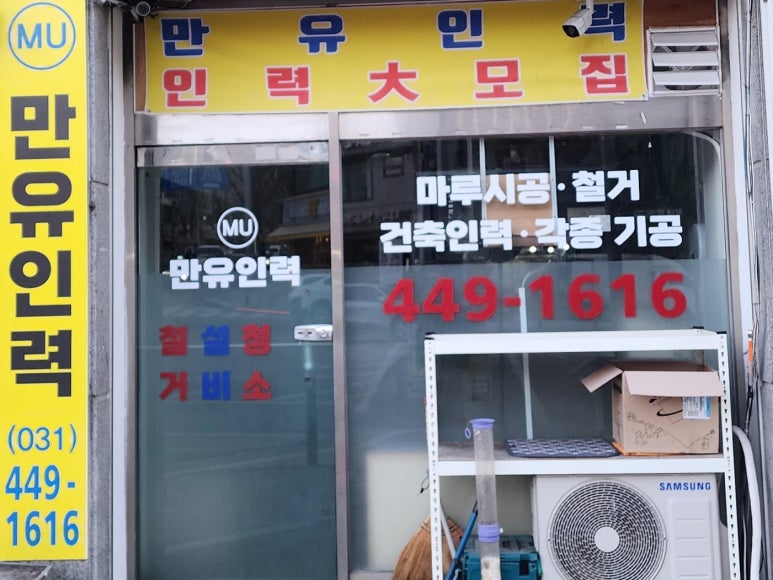 MU
만유인력
(031)
449-
1616
만유인력
인력大모집
MU
만유인력
철설청
거비소
마루시공·철거
건축인력·각종 기공
449-1616
SAMSUNG